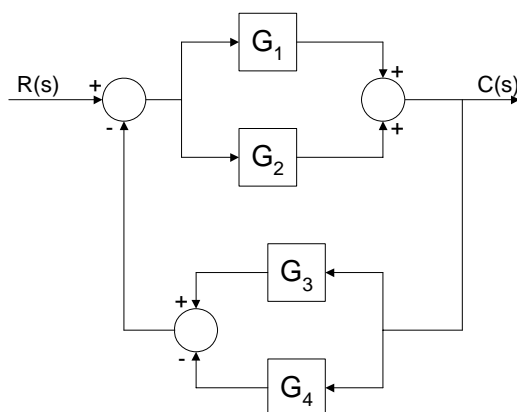 G₁
+
R(s)
+
C(s)
-
+
G₂
G₃
+
-
G₄